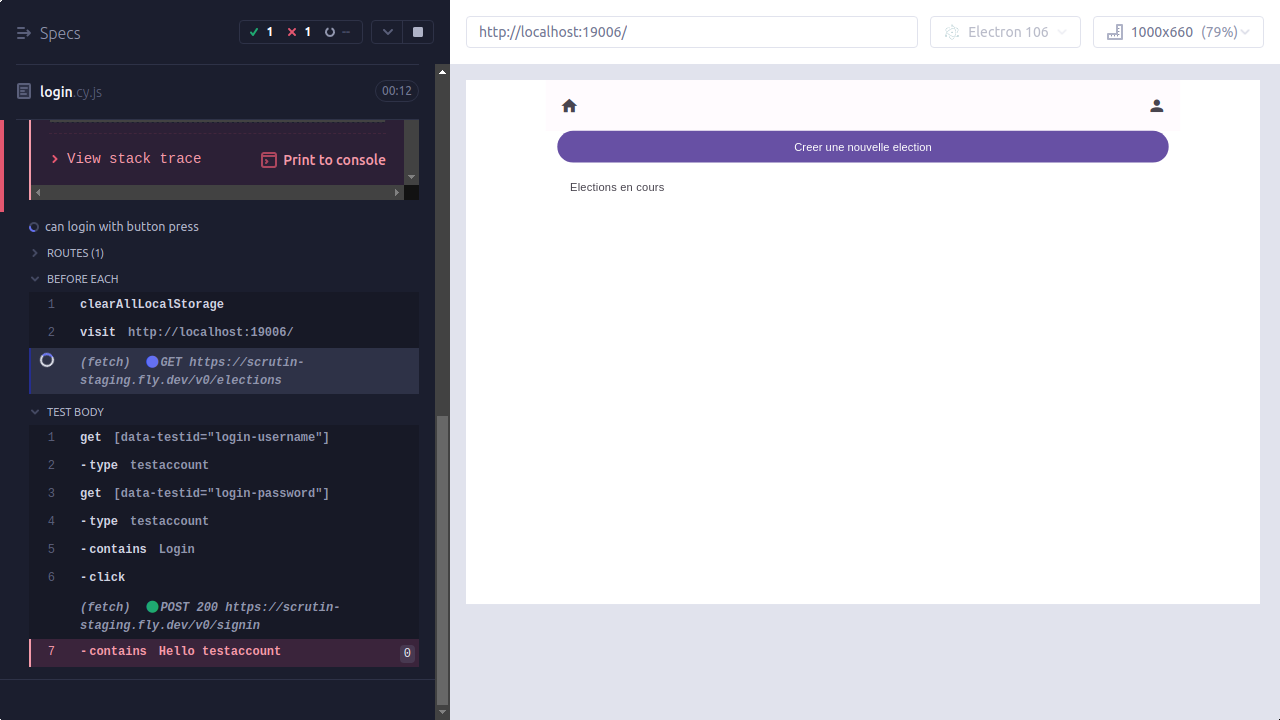 Specs
1 1 --
http://localhost:19006/
Electron 106
1000x660 (79%)
login.cy.js
00:12
View stack trace
Print to console
can login with button press
ROUTES (1)
BEFORE EACH
1 clearAllLocalStorage
2 visit http://localhost:19006/
(fetch) GET https://scrutin-
staging.fly.dev/v0/elections
TEST BODY
1 get [data-testid="login-username"]
2 -type testaccount
3 get [data-testid="login-password"]
4 -type testaccount
5 -contains Login
6 -click
(fetch) POST 200 https://scrutin-
staging.fly.dev/v0/signin
7 -contains Hello testaccount 0
Creer une nouvelle election
Elections en cours